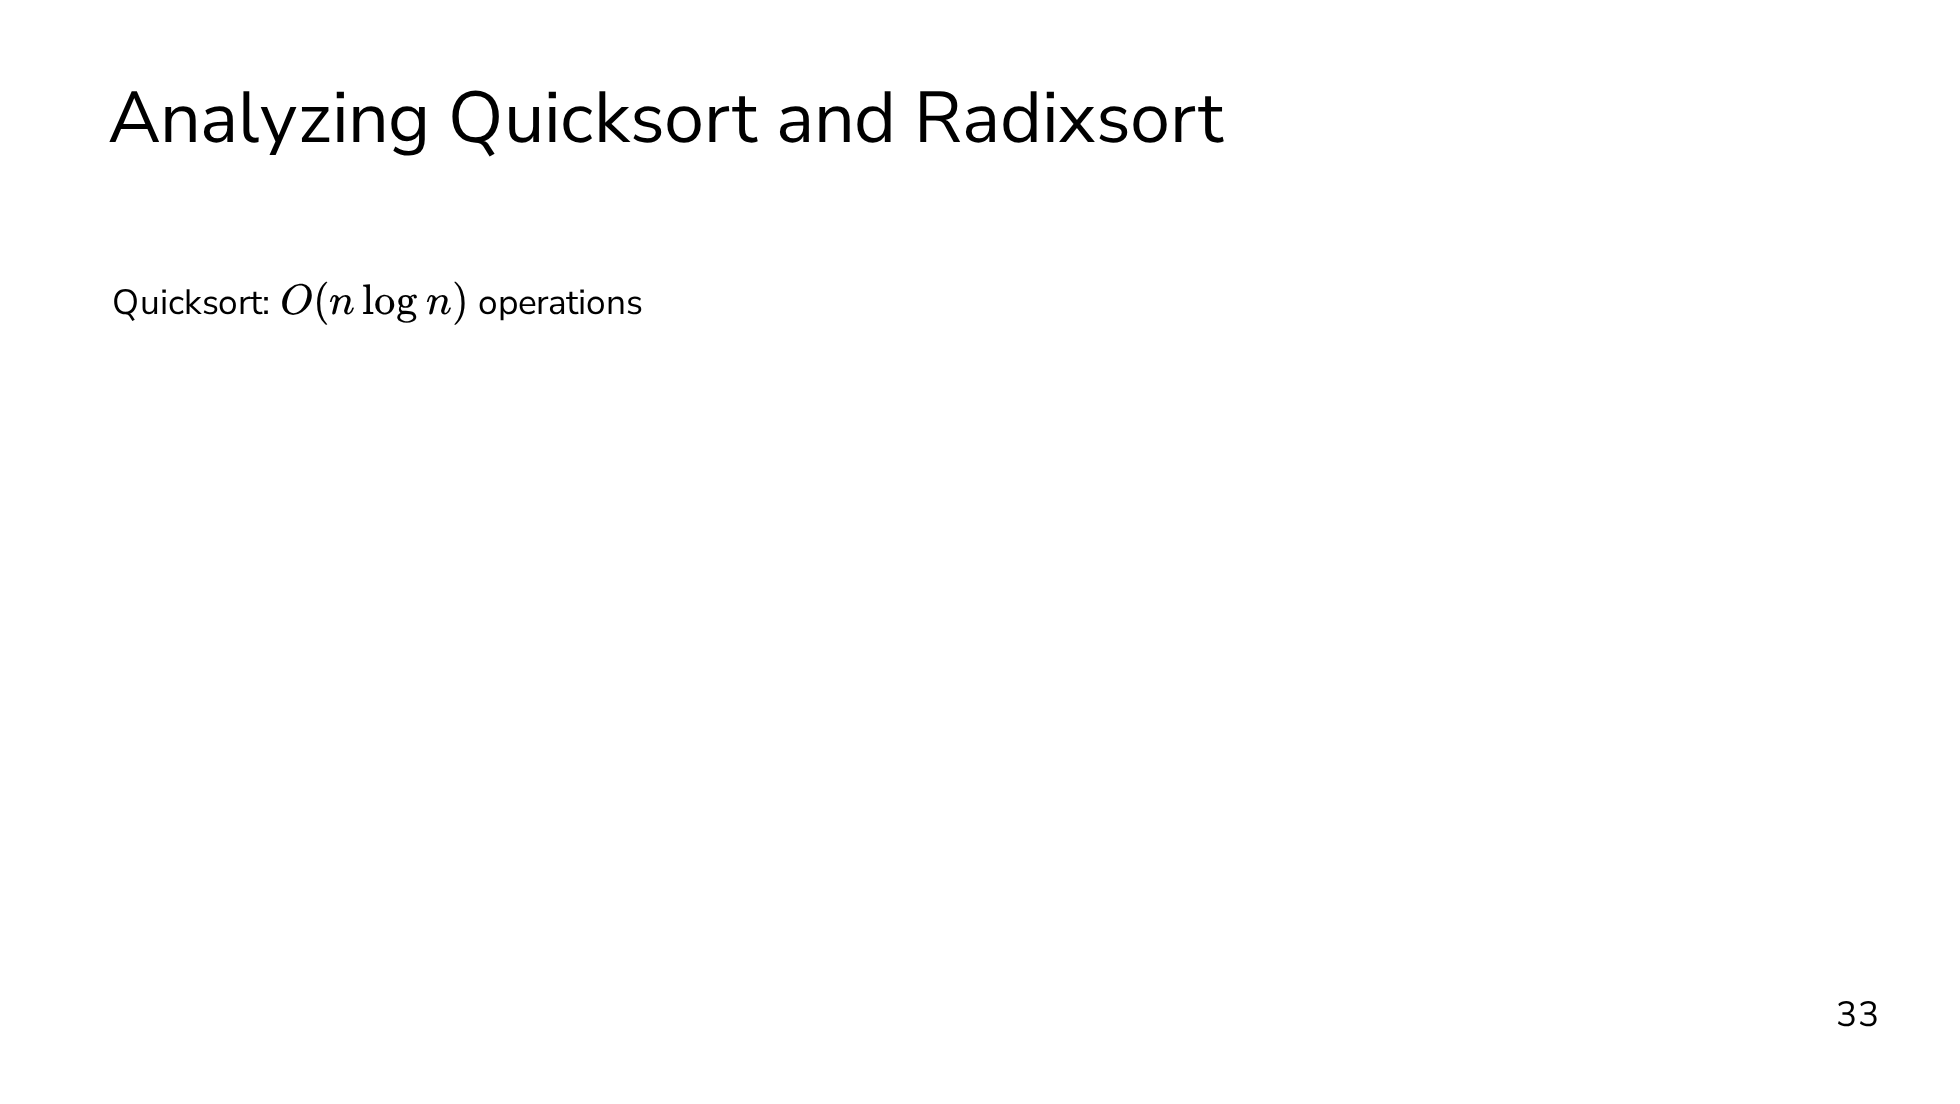 Analyzing Quicksort and Radixsort
Quicksort: O(n log n) operations
33